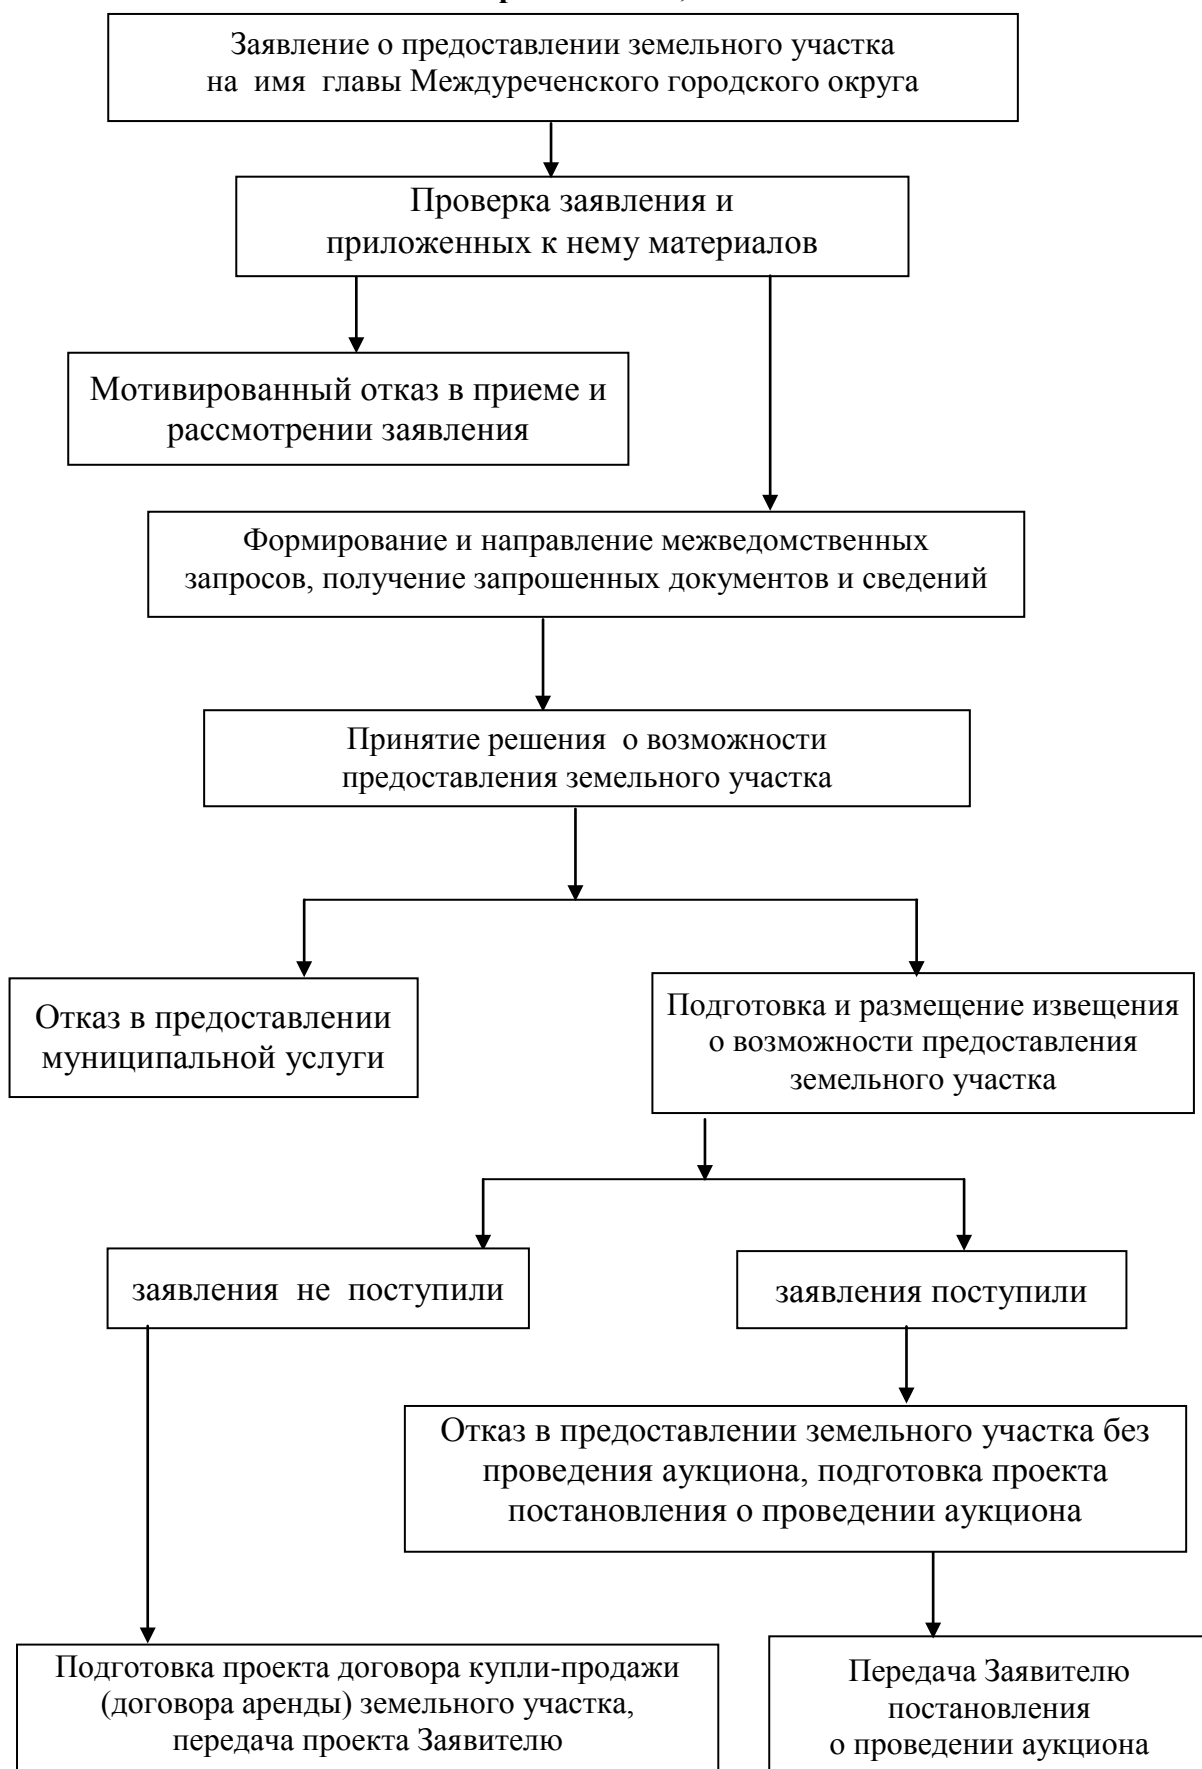 Заявление о предоставлении земельного участка
на имя главы Междуреченского городского округа
Проверка заявления и
приложенных к нему материалов
Мотивированный отказ в приеме и
рассмотрении заявления
Формирование и направление межведомственных
запросов, получение запрошенных документов и сведений
Принятие решения о возможности
предоставления земельного участка
Отказ в предоставлении
муниципальной услуги
Подготовка и размещение извещения
о возможности предоставления
земельного участка
заявления не поступили
заявления поступили
Отказ в предоставлении земельного участка без
проведения аукциона, подготовка проекта
постановления о проведении аукциона
Подготовка проекта договора купли-продажи
(договора аренды) земельного участка,
передача проекта Заявителю
Передача Заявителю
постановления
о проведении аукциона